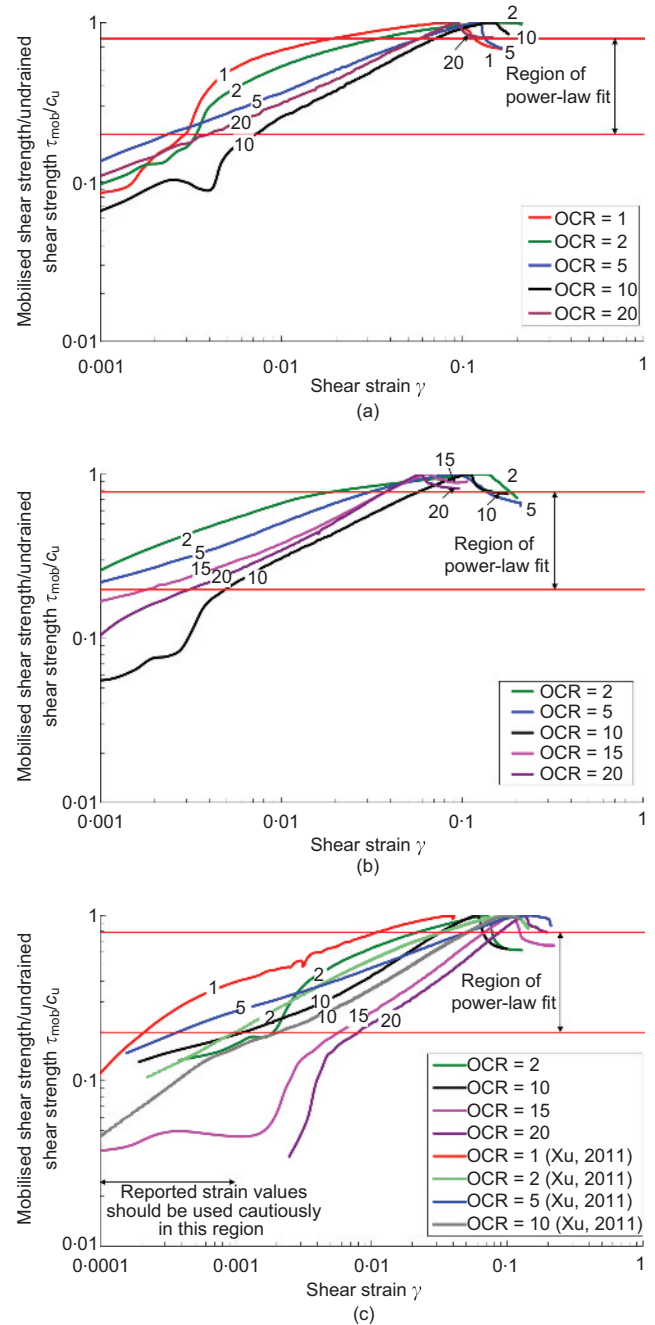 Mobilised shear strength/undrained
shear strength τmob/cu
1
0·1
0·01
2
10
20
1
5
Region of
power-law fit
1
2
5
20
10
OCR = 1
OCR = 2
OCR = 5
OCR = 10
OCR = 20
0·001
0·01
0·1
1
Shear strain γ
(a)
Mobilised shear strength/undrained
shear strength τmob/cu
1
0·1
0·01
15
2
20
10
5
Region of
power-law fit
2
5
15
20
10
OCR = 2
OCR = 5
OCR = 10
OCR = 15
OCR = 20
0·001
0·01
0·1
1
Shear strain γ
(b)
Mobilised shear strength/undrained
shear strength τmob/cu
1
0·1
0·01
1
2
5
10
2
10
15
20
Region of
power-law fit
Reported strain values
should be used cautiously
in this region
OCR = 2
OCR = 10
OCR = 15
OCR = 20
OCR = 1 (Xu, 2011)
OCR = 2 (Xu, 2011)
OCR = 5 (Xu, 2011)
OCR = 10 (Xu, 2011)
0·0001
0·001
0·01
0·1
1
Shear strain γ
(c)